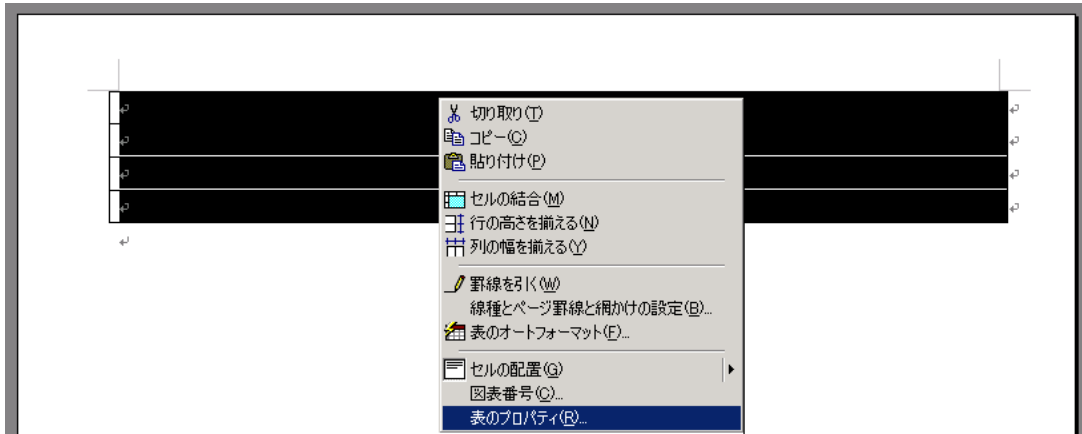 切り取り(T)
コピー(C)
貼り付け(P)
セルの結合(M)
行の高さを揃える(N)
列の幅を揃える(Y)
罫線を引く(W)
線種とページ罫線と網かけの設定(B)...
表のオートフォーマット(F)...
セルの配置(G)
図表番号(C)...
表のプロパティ(R)...